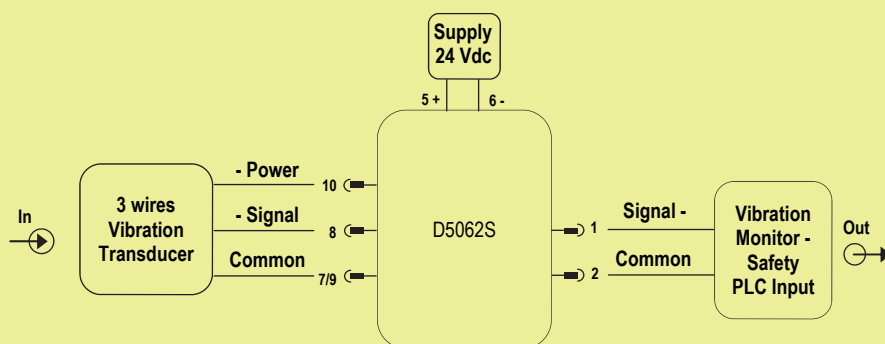 Supply
24 Vdc
5 +
6 -
- Power
10
3 wires
Vibration
Transducer
In
- Signal
8
Common
7/9
D5062S
1
Signal -
2
Common
Vibration
Monitor -
Safety
PLC Input
Out